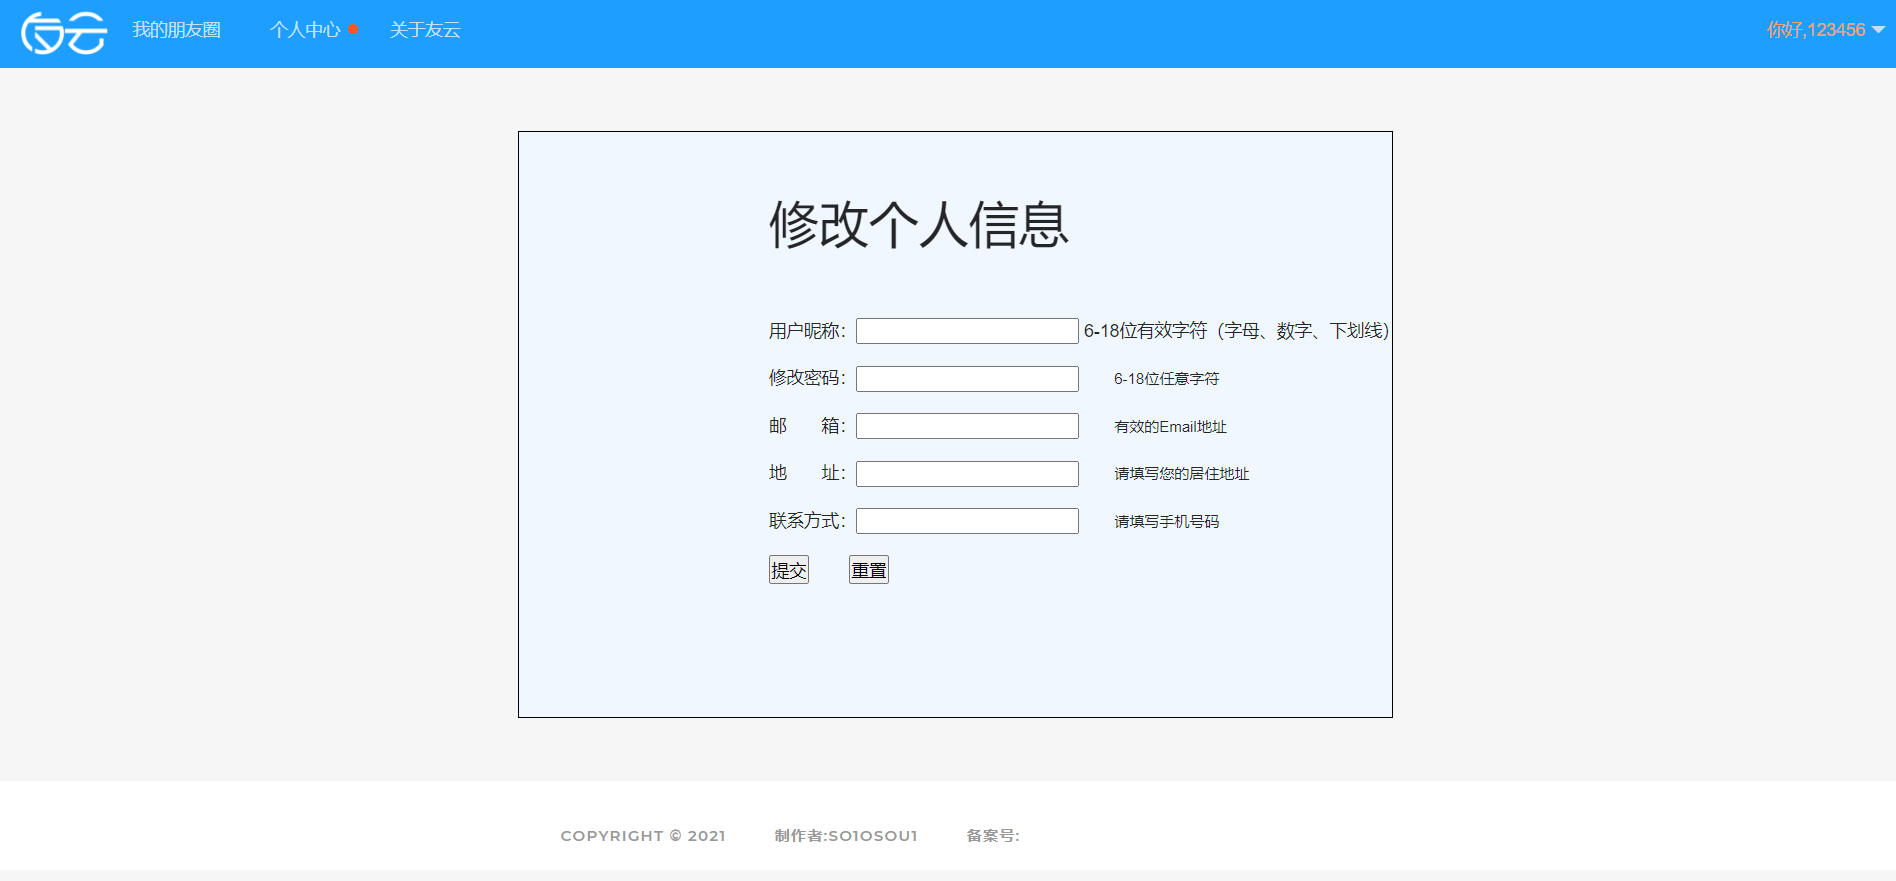 友云 我的朋友圈 个人中心 关于友云 你好,123456
修改个人信息
用户昵称： 6-18位有效字符（字母、数字、下划线）
修改密码： 6-18位任意字符
邮 箱： 有效的Email地址
地 址： 请填写您的居住地址
联系方式： 请填写手机号码
提交 重置
COPYRIGHT © 2021 制作者:SO1OSOU1 备案号: